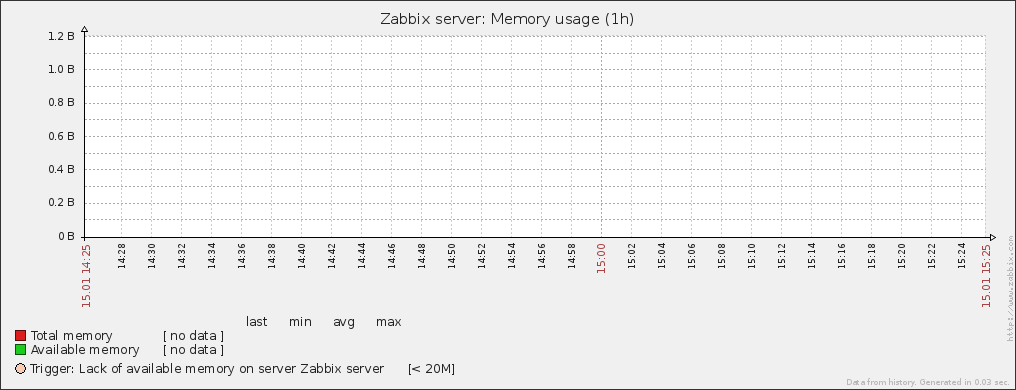 Zabbix server: Memory usage (1h)
1.2 B
1.0 B
0.8 B
0.6 B
0.4 B
0.2 B
0 B
15.01 14:25 14:28 14:30 14:32 14:34 14:36 14:38 14:40 14:42 14:44 14:46 14:48 14:50 14:52 14:54 14:56 14:58 15:00 15:02 15:04 15:06 15:08 15:10 15:12 15:14 15:16 15:18 15:20 15:22 15:24 15.01 15:25
http://www.zabbix.com
last min avg max
Total memory [ no data ]
Available memory [ no data ]
Trigger: Lack of available memory on server Zabbix server [< 20M]
Data from history. Generated in 0.03 sec.